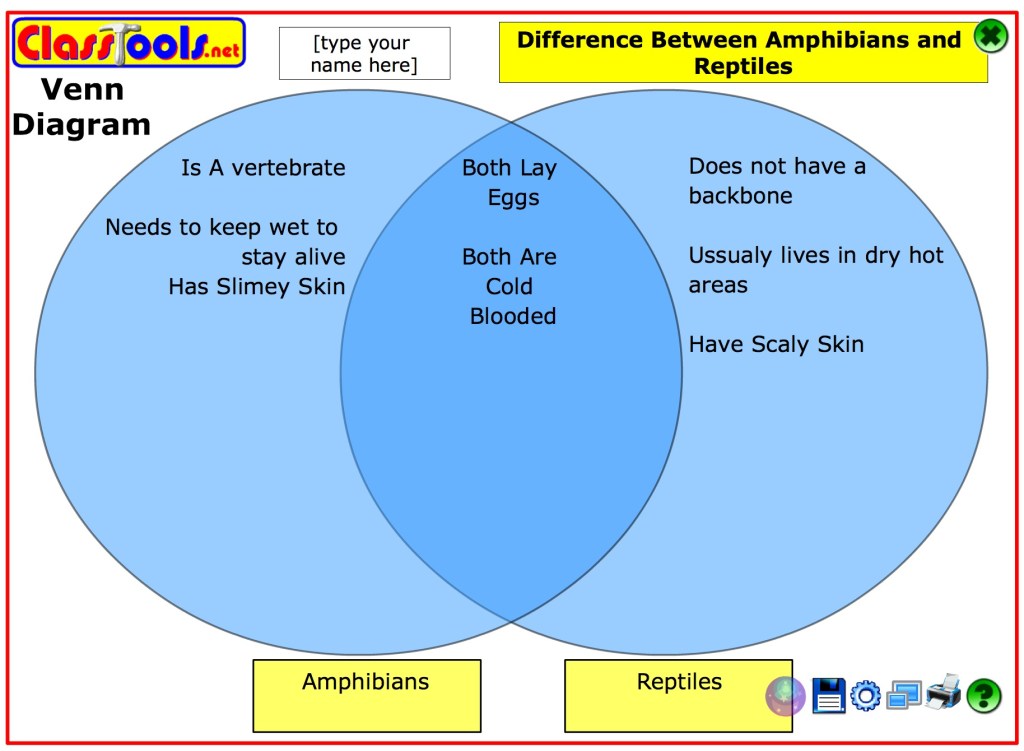 ClassTools.net
[type your
name here]
Difference Between Amphibians and
Reptiles
Venn
Diagram
Is A vertebrate
Needs to keep wet to
stay alive
Has Slimey Skin
Both Lay
Eggs
Both Are
Cold
Blooded
Does not have a
backbone
Ussualy lives in dry hot
areas
Have Scaly Skin
Amphibians
Reptiles
?